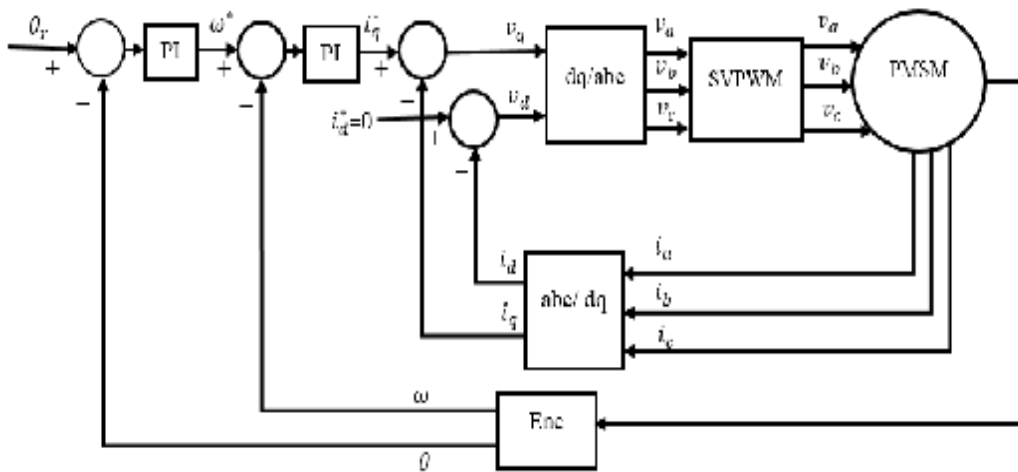 θr
+
−
PI
ω*
+
−
PI
iq*
+
−
id*=0
+
−
vq
vd
dq/abc
va
vb
vc
SVPWM
va
vb
vc
PMSM
ia
ib
ic
abc/ dq
id
iq
ω
θ
Enc